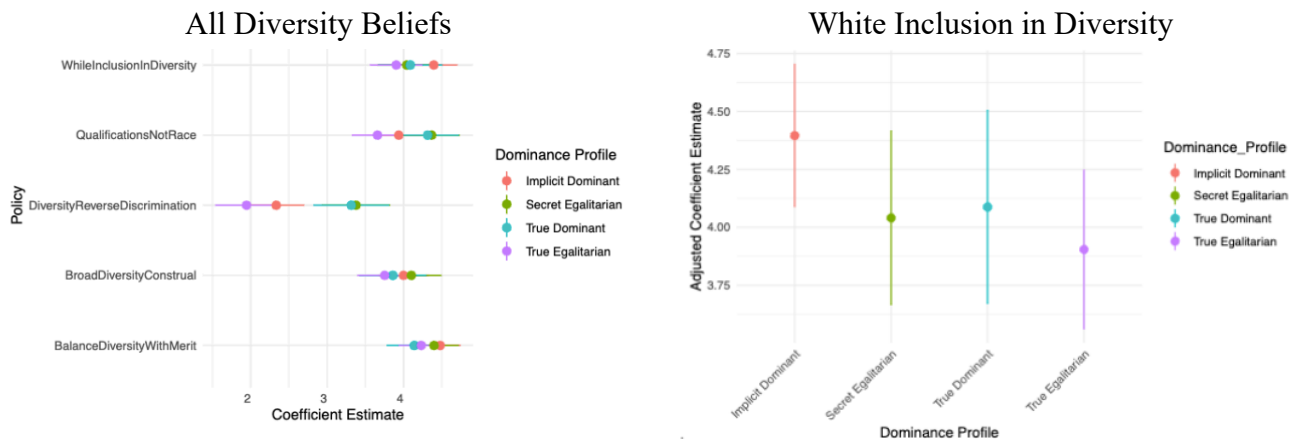 All Diversity Beliefs
WhileInclusionInDiversity
QualificationsNotRace
DiversityReverseDiscrimination
BroadDiversityConstrual
BalanceDiversityWithMerit
Policy
2 3 4
Coefficient Estimate
Dominance Profile
Implicit Dominant
Secret Egalitarian
True Dominant
True Egalitarian
White Inclusion in Diversity
4.75
4.50
4.25
4.00
3.75
Adjusted Coefficient Estimate
Implicit Dominant
Secret Egalitarian
True Dominant
True Egalitarian
Dominance Profile
Dominance_Profile
Implicit Dominant
Secret Egalitarian
True Dominant
True Egalitarian